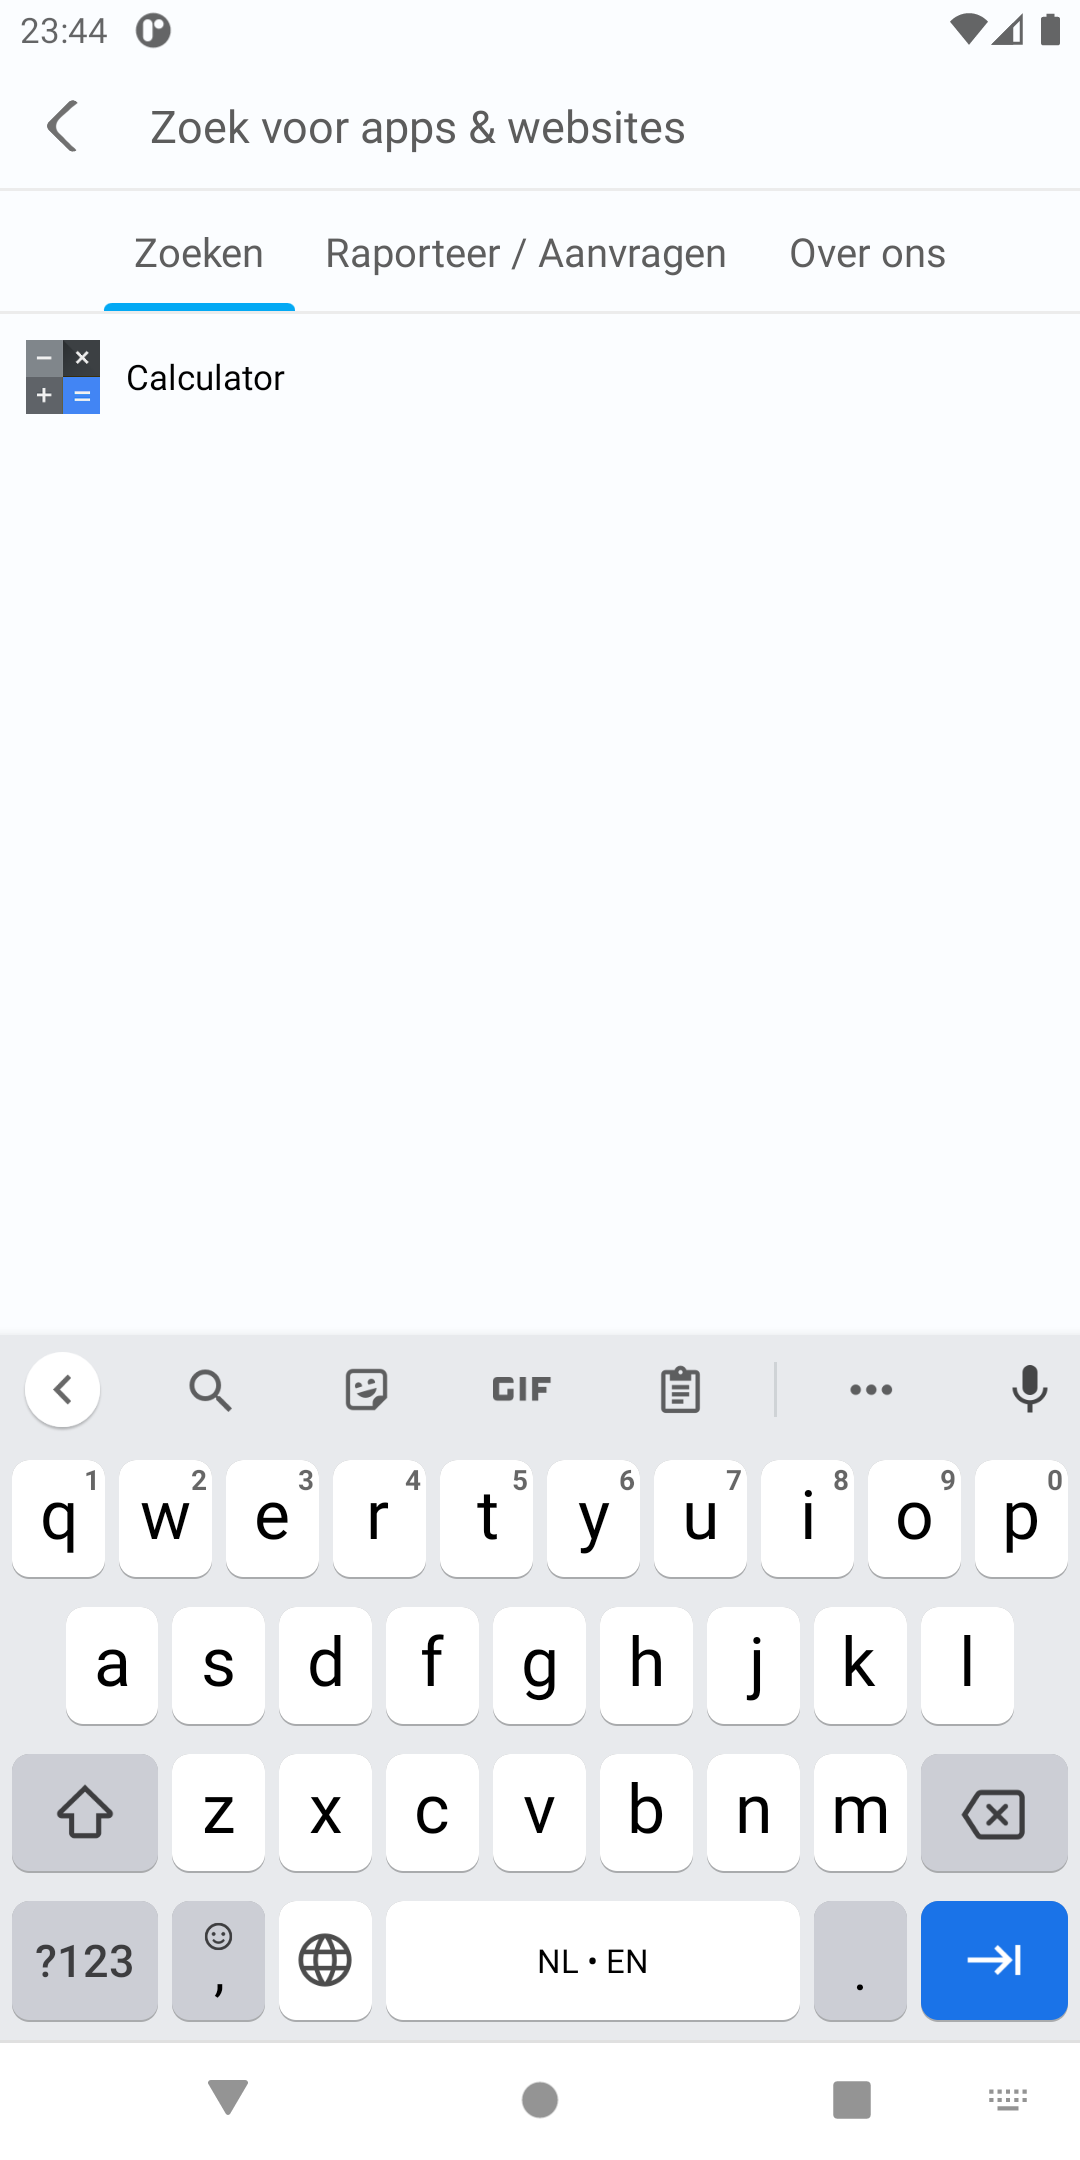 23:44
Zoek voor apps & websites
Zoeken Raporteer / Aanvragen Over ons
Calculator
GIF
1 2 3 4 5 6 7 8 9 0
q w e r t y u i o p
a s d f g h j k l
z x c v b n m
?123 , NL • EN .